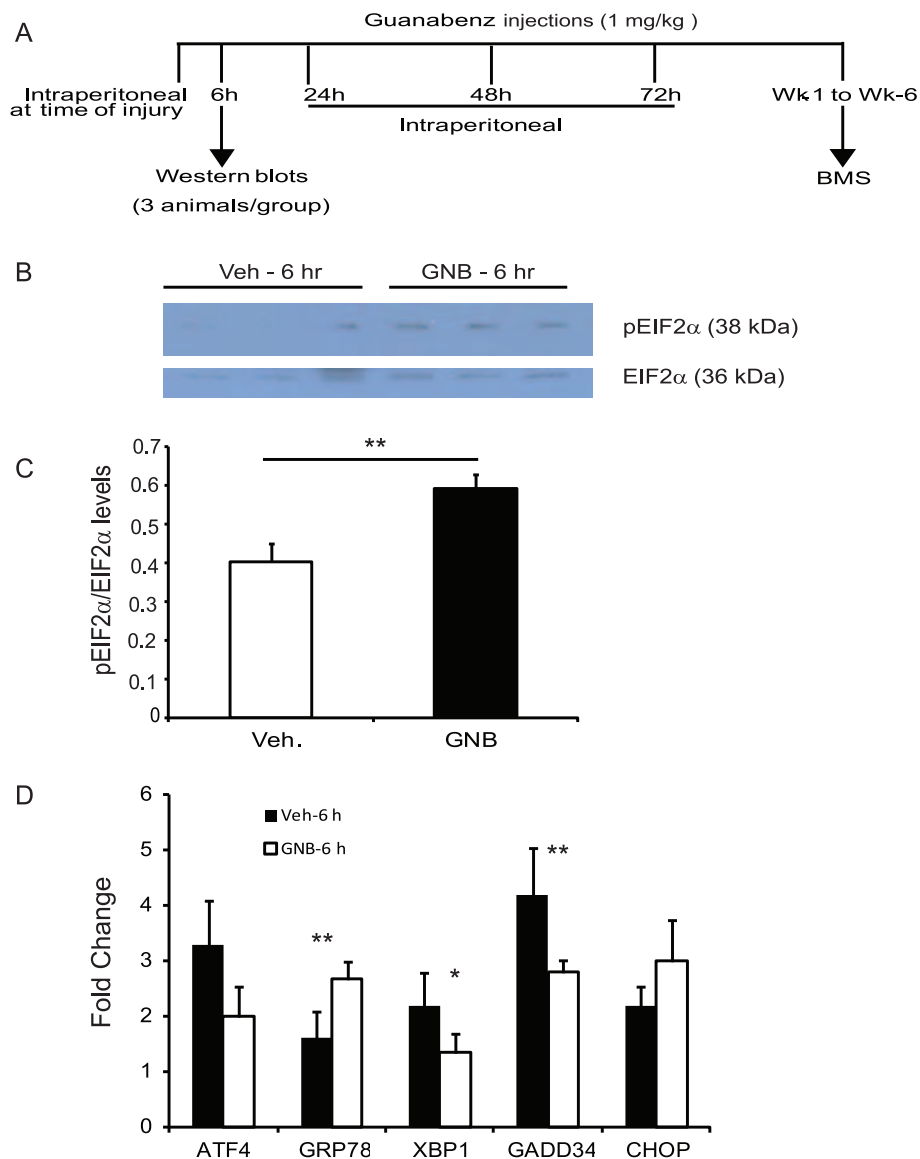 A
Guanabenz injections (1 mg/kg )
Intraperitoneal
at time of injury
6h
24h
48h
72h
Wk-1 to Wk-6
Intraperitoneal
Western blots
(3 animals/group)
BMS
B
Veh - 6 hr
GNB - 6 hr
pEIF2α (38 kDa)
EIF2α (36 kDa)
C
**
pEIF2α/EIF2α levels
0.7
0.6
0.5
0.4
0.3
0.2
0.1
0
Veh.
GNB
D
Fold Change
6
5
4
3
2
1
0
Veh-6 h
GNB-6 h
**
*
**
ATF4
GRP78
XBP1
GADD34
CHOP